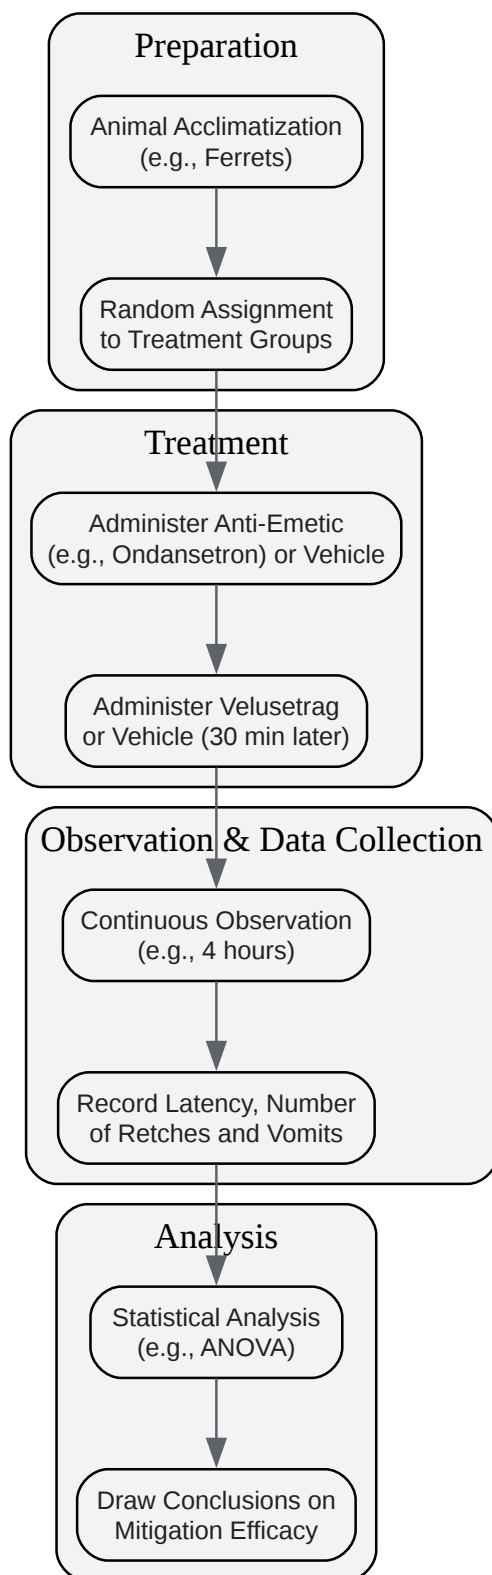 Preparation
Animal Acclimatization
(e.g., Ferrets)
Random Assignment
to Treatment Groups
Treatment
Administer Anti-Emetic
(e.g., Ondansetron) or Vehicle
Administer Velusetrag
or Vehicle (30 min later)
Observation & Data Collection
Continuous Observation
(e.g., 4 hours)
Record Latency, Number
of Retches and Vomits
Analysis
Statistical Analysis
(e.g., ANOVA)
Draw Conclusions on
Mitigation Efficacy